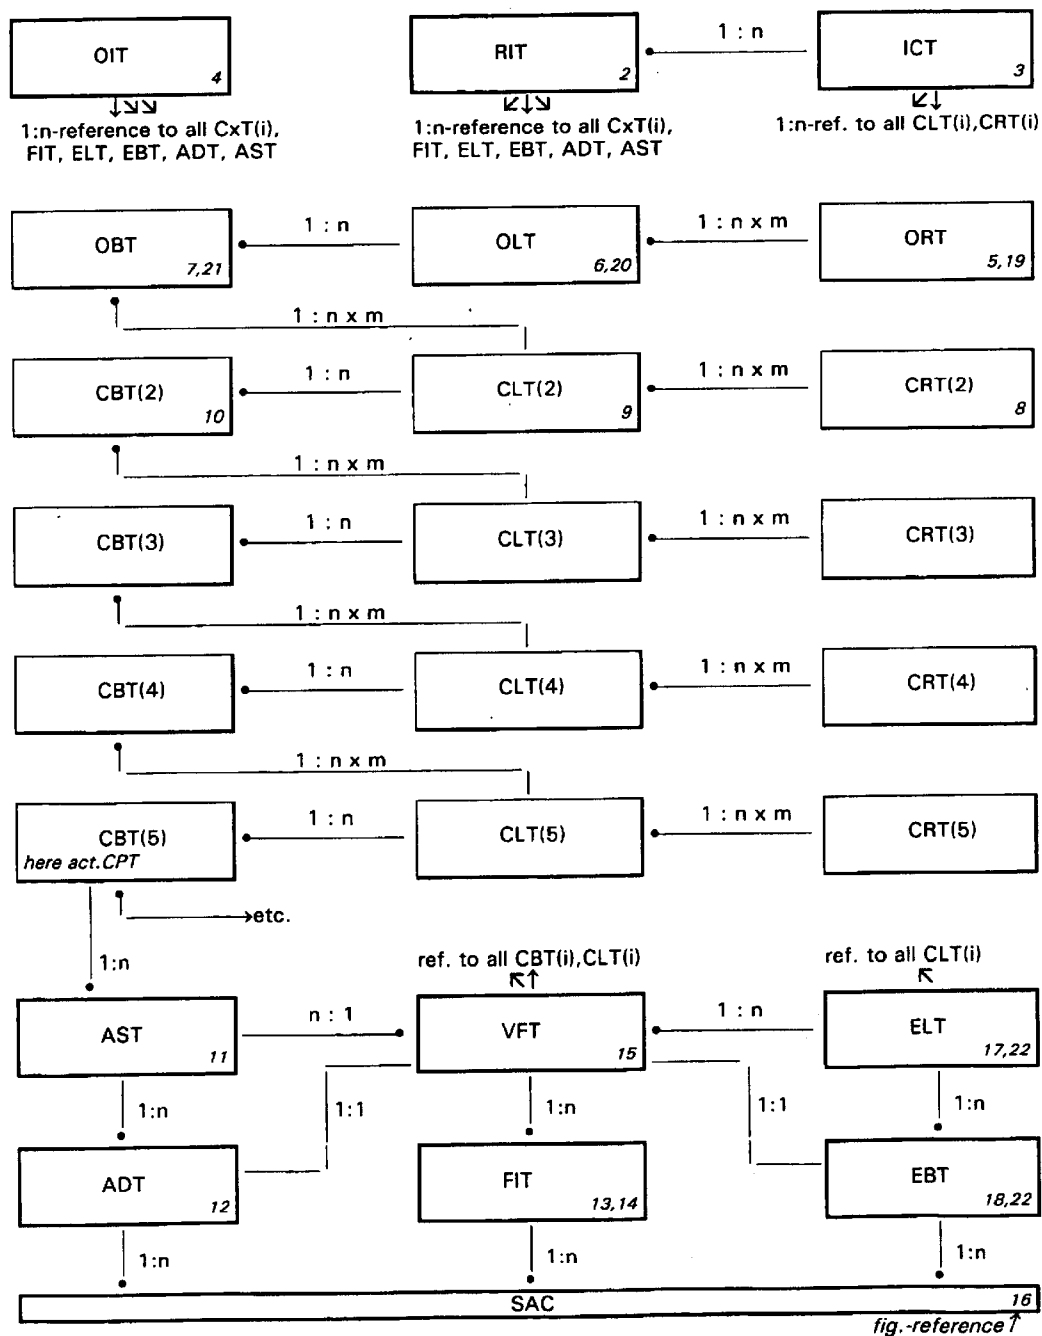 OIT
4
RIT
2
1 : n
ICT
3
1:n-reference to all CxT(i),
FIT, ELT, EBT, ADT, AST
1:n-reference to all CxT(i),
FIT, ELT, EBT, ADT, AST
1:n-ref. to all CLT(i),CRT(i)
OBT
7,21
1 : n
OLT
6,20
1 : n x m
ORT
5,19
1 : n x m
CBT(2)
10
1 : n
CLT(2)
9
1 : n x m
CRT(2)
8
1 : n x m
CBT(3)
1 : n
CLT(3)
1 : n x m
CRT(3)
1 : n x m
CBT(4)
1 : n
CLT(4)
1 : n x m
CRT(4)
1 : n x m
CBT(5)
here act.CPT
1 : n
CLT(5)
1 : n x m
CRT(5)
etc.
1:n
ref. to all CBT(i),CLT(i)
ref. to all CLT(i)
AST
11
n : 1
VFT
15
1 : n
ELT
17,22
1:n
1:1
1:n
1:1
1:n
ADT
12
FIT
13,14
EBT
18,22
1:n
1:n
1:n
SAC
16
fig.-reference